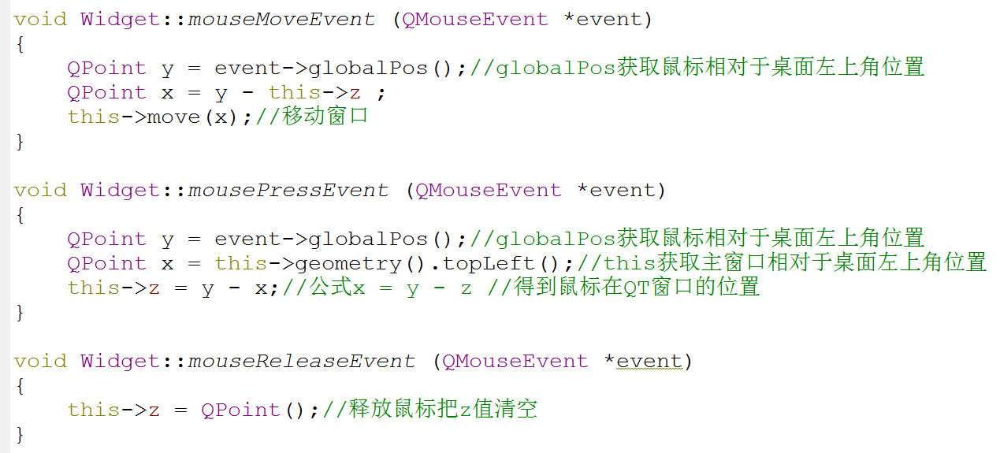 void Widget::mouseMoveEvent (QMouseEvent *event)
{
    QPoint y = event->globalPos();//globalPos获取鼠标相对于桌面左上角位置
    QPoint x = y - this->z ;
    this->move(x);//移动窗口
}

void Widget::mousePressEvent (QMouseEvent *event)
{
    QPoint y = event->globalPos();//globalPos获取鼠标相对于桌面左上角位置
    QPoint x = this->geometry().topLeft();//this获取主窗口相对于桌面左上角位置
    this->z = y - x;//公式x = y - z //得到鼠标在QT窗口的位置
}

void Widget::mouseReleaseEvent (QMouseEvent *event)
{
    this->z = QPoint();//释放鼠标把z值清空
}